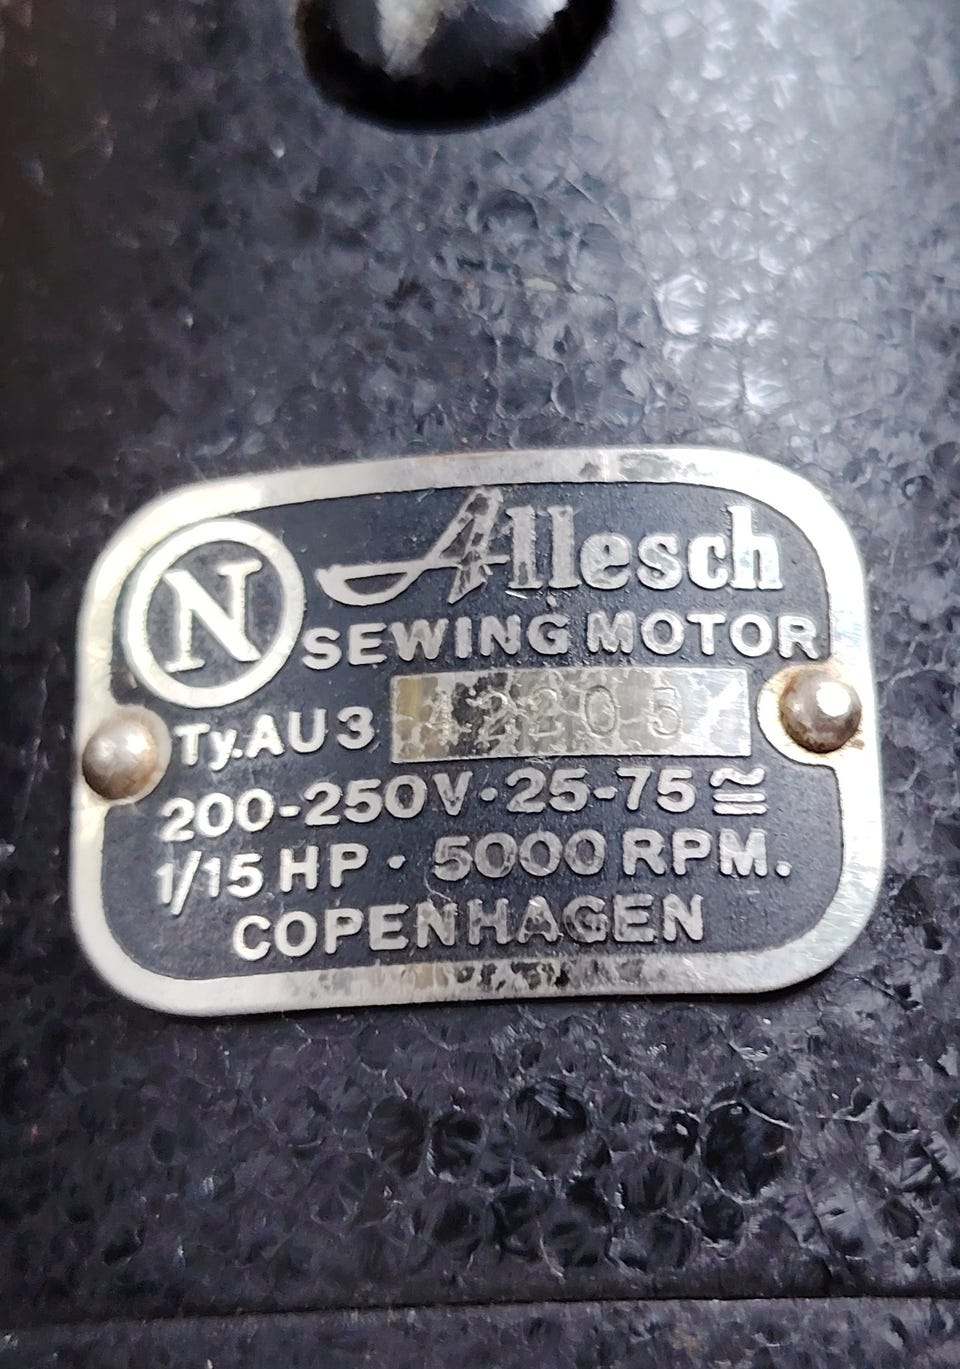 N
Allesch
SEWING MOTOR
Ty.AU3 42205
200-250V·25-75≅
1/15 HP · 5000 RPM.
COPENHAGEN